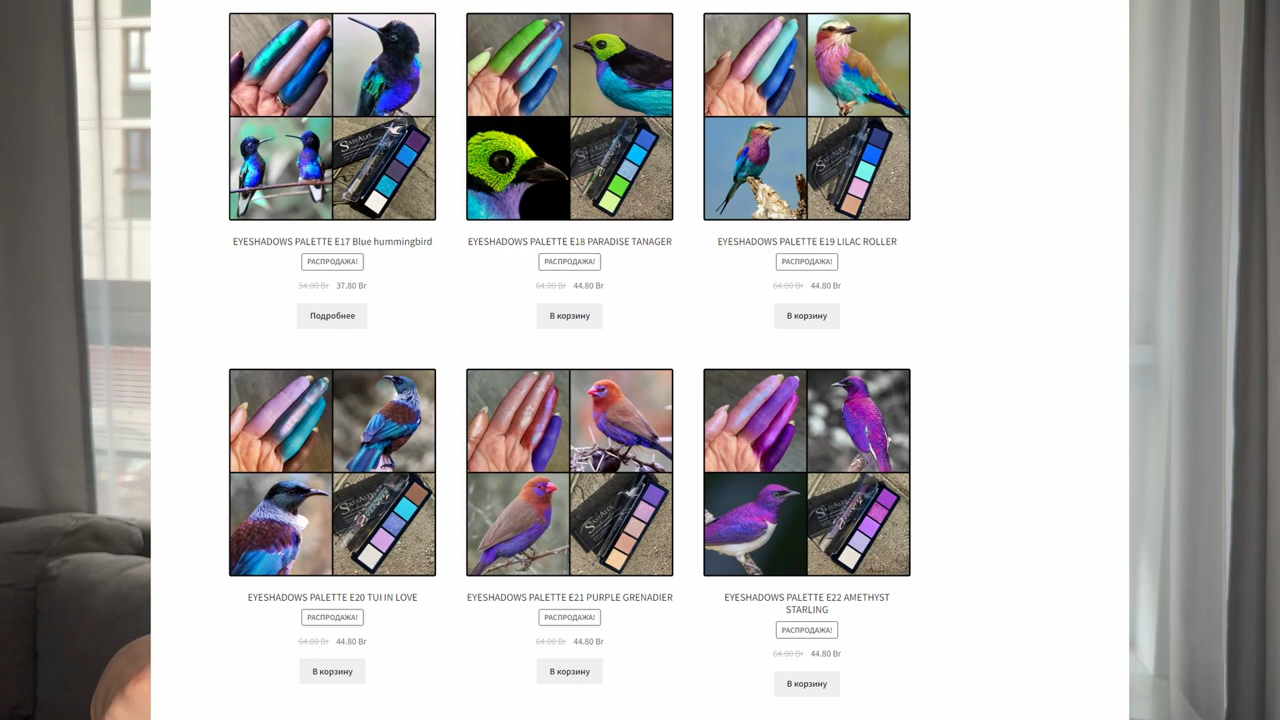 EYESHADOWS PALETTE E17 Blue hummingbird
РАСПРОДАЖА!
54.00 Br 37.80 Br
Подробнее
EYESHADOWS PALETTE E18 PARADISE TANAGER
РАСПРОДАЖА!
64.00 Br 44.80 Br
В корзину
EYESHADOWS PALETTE E19 LILAC ROLLER
РАСПРОДАЖА!
64.00 Br 44.80 Br
В корзину
EYESHADOWS PALETTE E20 TUI IN LOVE
РАСПРОДАЖА!
64.00 Br 44.80 Br
В корзину
EYESHADOWS PALETTE E21 PURPLE GRENADIER
РАСПРОДАЖА!
64.00 Br 44.80 Br
В корзину
EYESHADOWS PALETTE E22 AMETHYST
STARLING
РАСПРОДАЖА!
64.00 Br 44.80 Br
В корзину